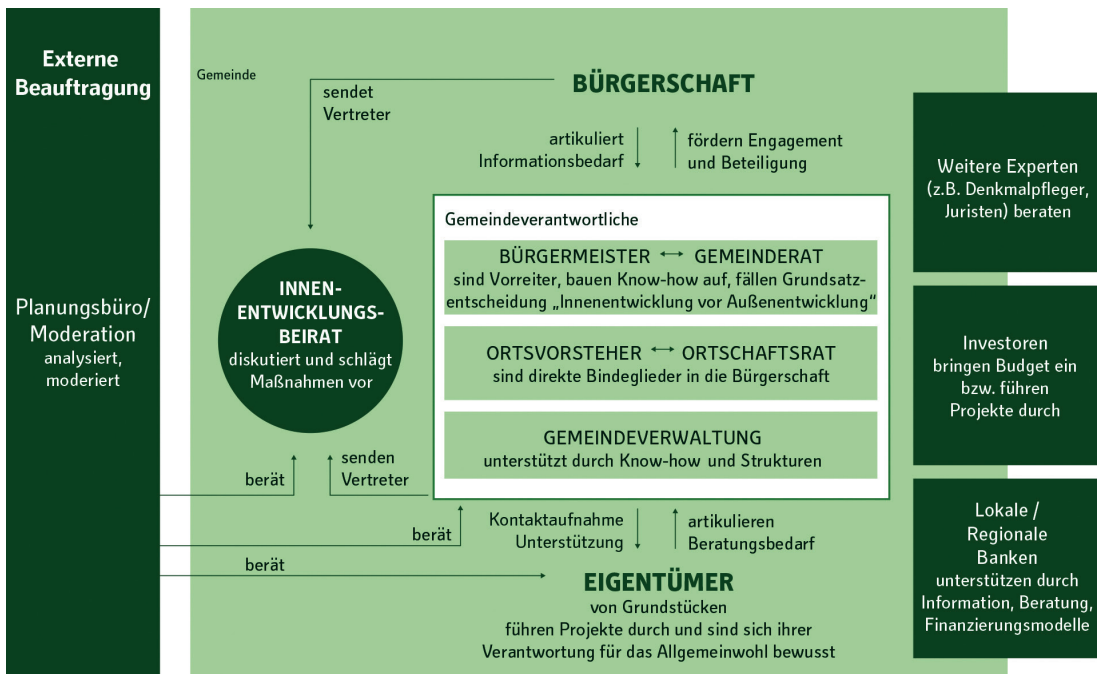 Externe
Beauftragung
Planungsbüro/
Moderation
analysiert,
moderiert
Gemeinde
BÜRGERSCHAFT
sendet
Vertreter
artikuliert
Informationsbedarf
fördern Engagement
und Beteiligung
INNEN-
ENTWICKLUNGS-
BEIRAT
diskutiert und schlägt
Maßnahmen vor
Gemeindeverantwortliche
BÜRGERMEISTER ↔ GEMEINDERAT
sind Vorreiter, bauen Know-how auf, fällen Grundsatz-
entscheidung „Innenentwicklung vor Außenentwicklung“
ORTSVORSTEHER ↔ ORTSCHAFTSRAT
sind direkte Bindeglieder in die Bürgerschaft
GEMEINDEVERWALTUNG
unterstützt durch Know-how und Strukturen
berät
senden
Vertreter
berät
berät
Kontaktaufnahme
Unterstützung
artikulieren
Beratungsbedarf
EIGENTÜMER
von Grundstücken
führen Projekte durch und sind sich ihrer
Verantwortung für das Allgemeinwohl bewusst
Weitere Experten
(z.B. Denkmalpfleger,
Juristen) beraten
Investoren
bringen Budget ein
bzw. führen
Projekte durch
Lokale /
Regionale
Banken
unterstützen durch
Information, Beratung,
Finanzierungsmodelle